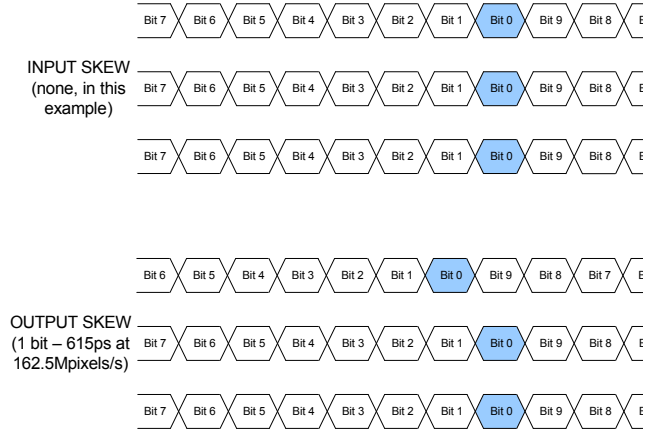 Bit 7 Bit 6 Bit 5 Bit 4 Bit 3 Bit 2 Bit 1 Bit 0 Bit 9 Bit 8
INPUT SKEW
(none, in this
example)
Bit 7 Bit 6 Bit 5 Bit 4 Bit 3 Bit 2 Bit 1 Bit 0 Bit 9 Bit 8
Bit 7 Bit 6 Bit 5 Bit 4 Bit 3 Bit 2 Bit 1 Bit 0 Bit 9 Bit 8
Bit 6 Bit 5 Bit 4 Bit 3 Bit 2 Bit 1 Bit 0 Bit 9 Bit 8 Bit 7
OUTPUT SKEW
(1 bit – 615ps at
162.5Mpixels/s)
Bit 7 Bit 6 Bit 5 Bit 4 Bit 3 Bit 2 Bit 1 Bit 0 Bit 9 Bit 8
Bit 7 Bit 6 Bit 5 Bit 4 Bit 3 Bit 2 Bit 1 Bit 0 Bit 9 Bit 8